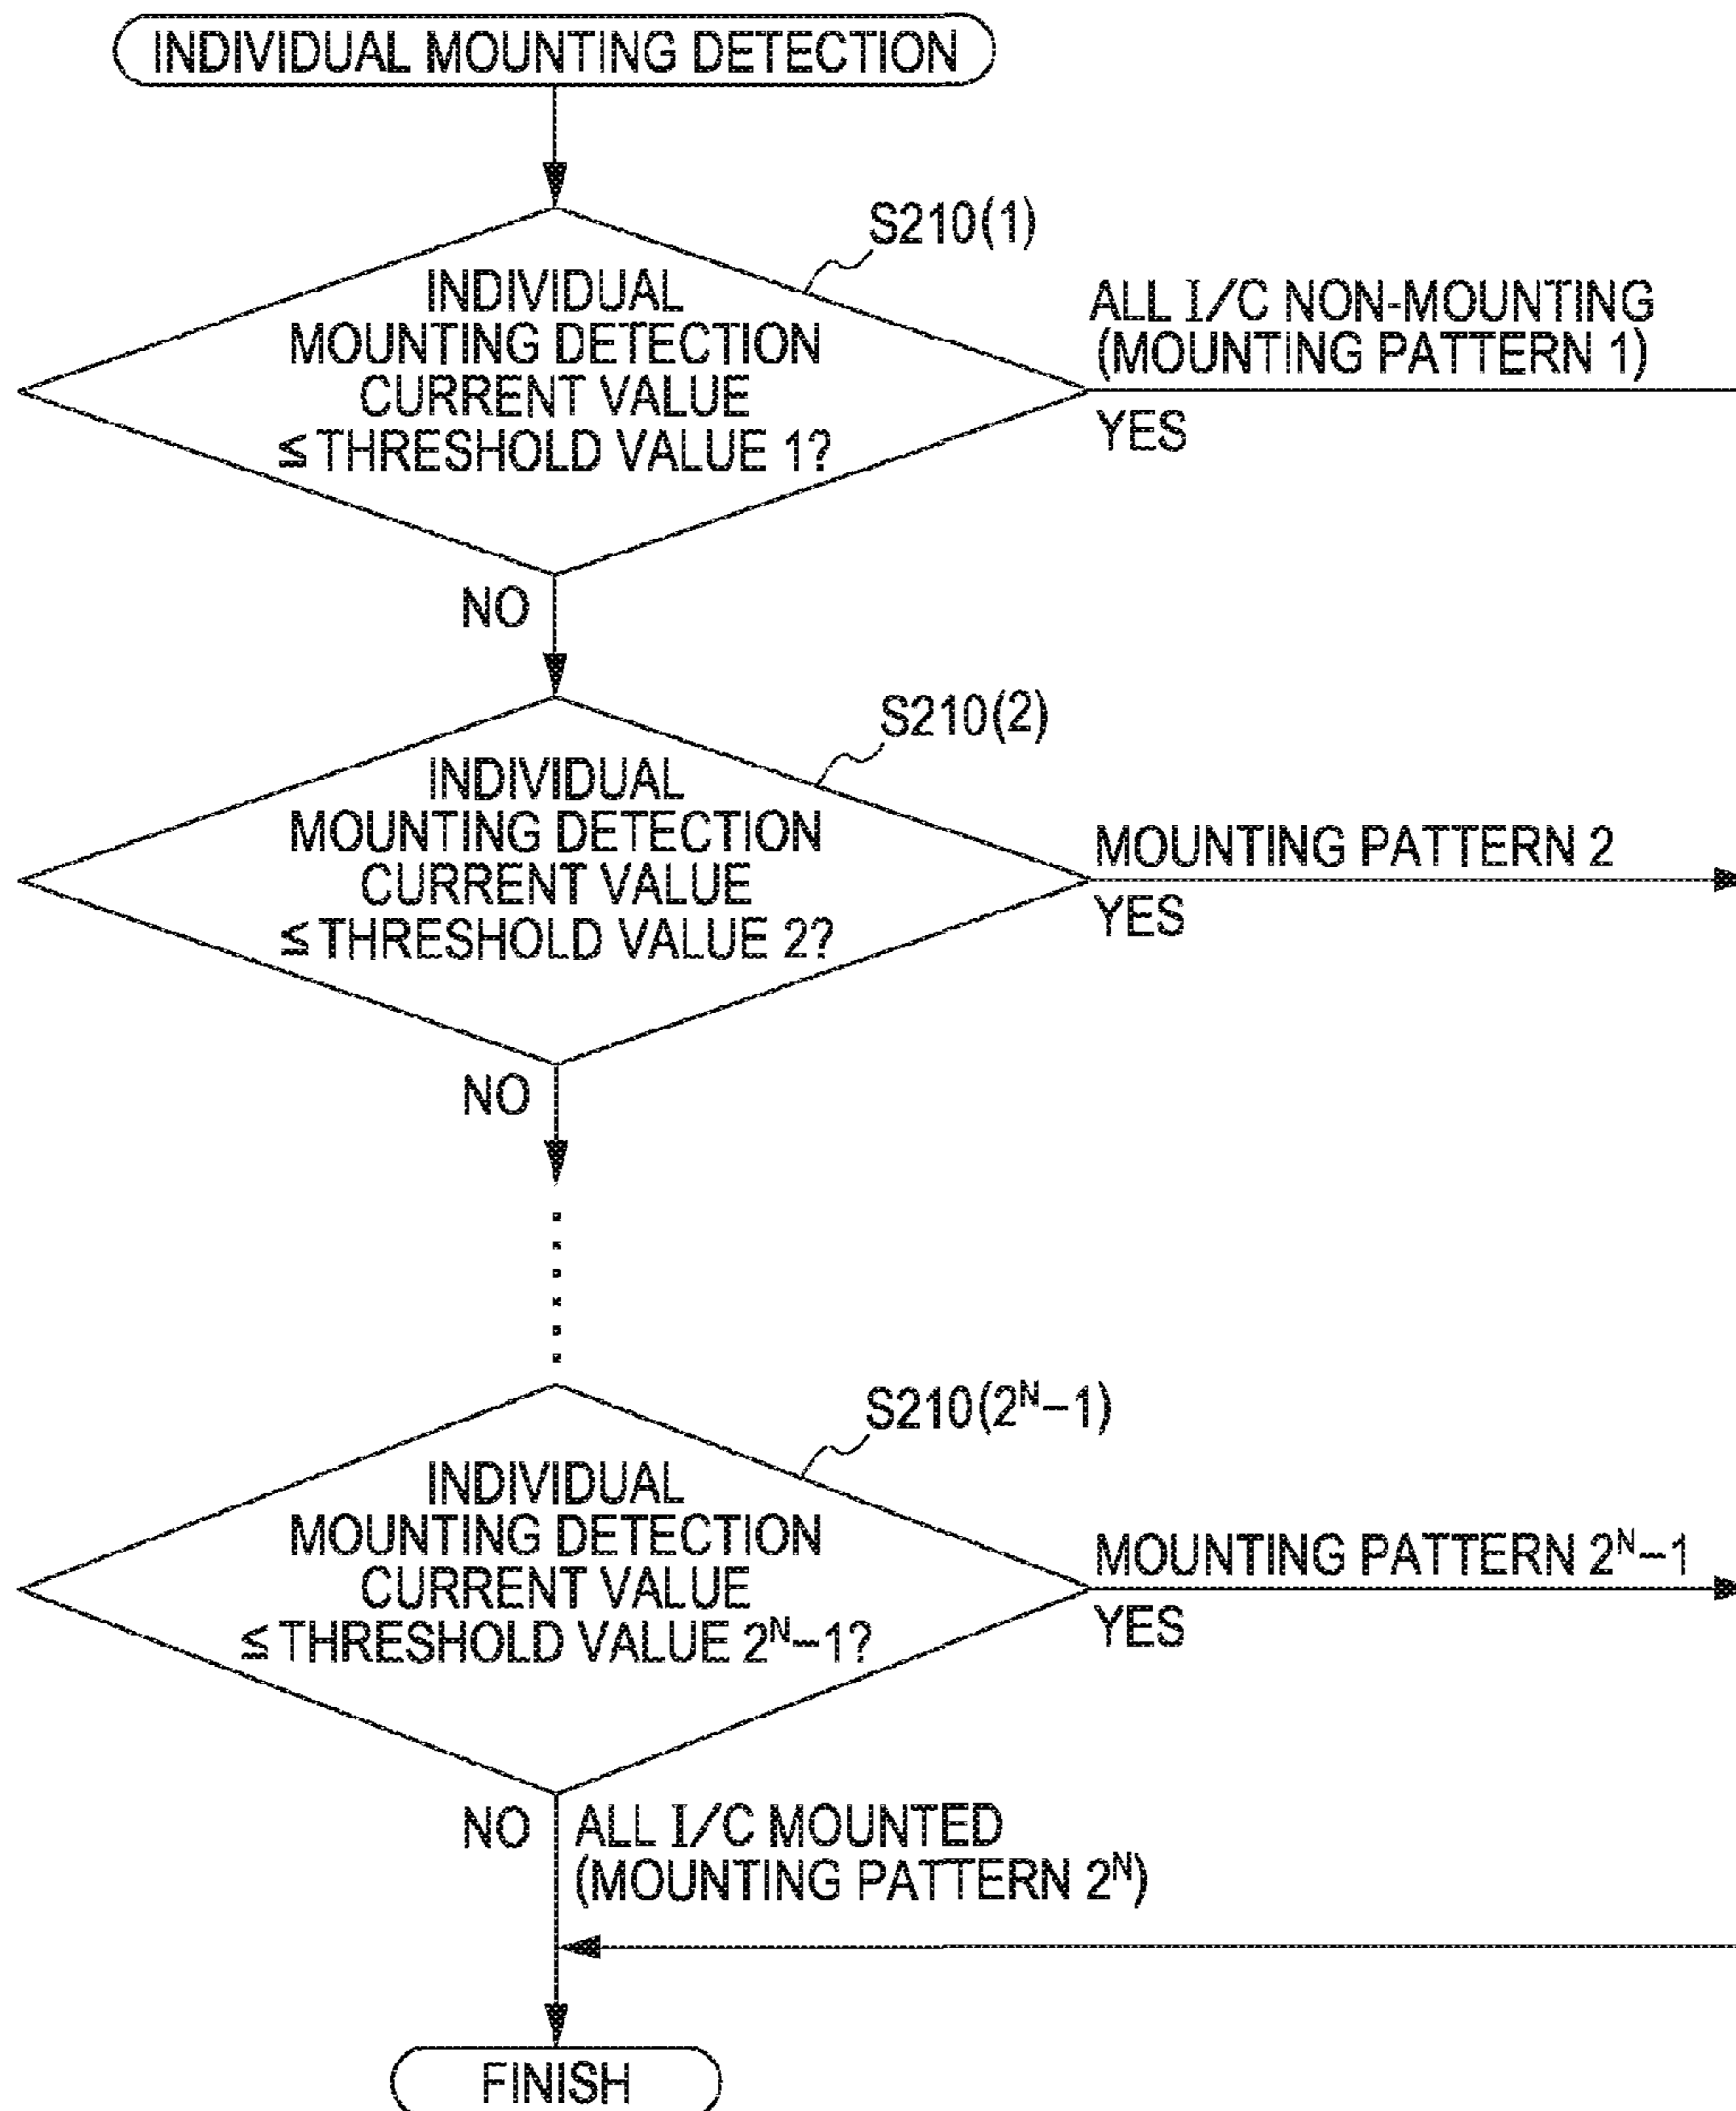 INDIVIDUAL MOUNTING DETECTION
S210(1)
INDIVIDUAL
MOUNTING DETECTION
CURRENT VALUE
≦ THRESHOLD VALUE 1?
ALL I/C NON-MOUNTING
(MOUNTING PATTERN 1)
YES
NO
S210(2)
INDIVIDUAL
MOUNTING DETECTION
CURRENT VALUE
≦ THRESHOLD VALUE 2?
MOUNTING PATTERN 2
YES
NO
S210(2ᴺ–1)
INDIVIDUAL
MOUNTING DETECTION
CURRENT VALUE
≦ THRESHOLD VALUE 2ᴺ–1?
MOUNTING PATTERN 2ᴺ–1
YES
NO
ALL I/C MOUNTED
(MOUNTING PATTERN 2ᴺ)
FINISH